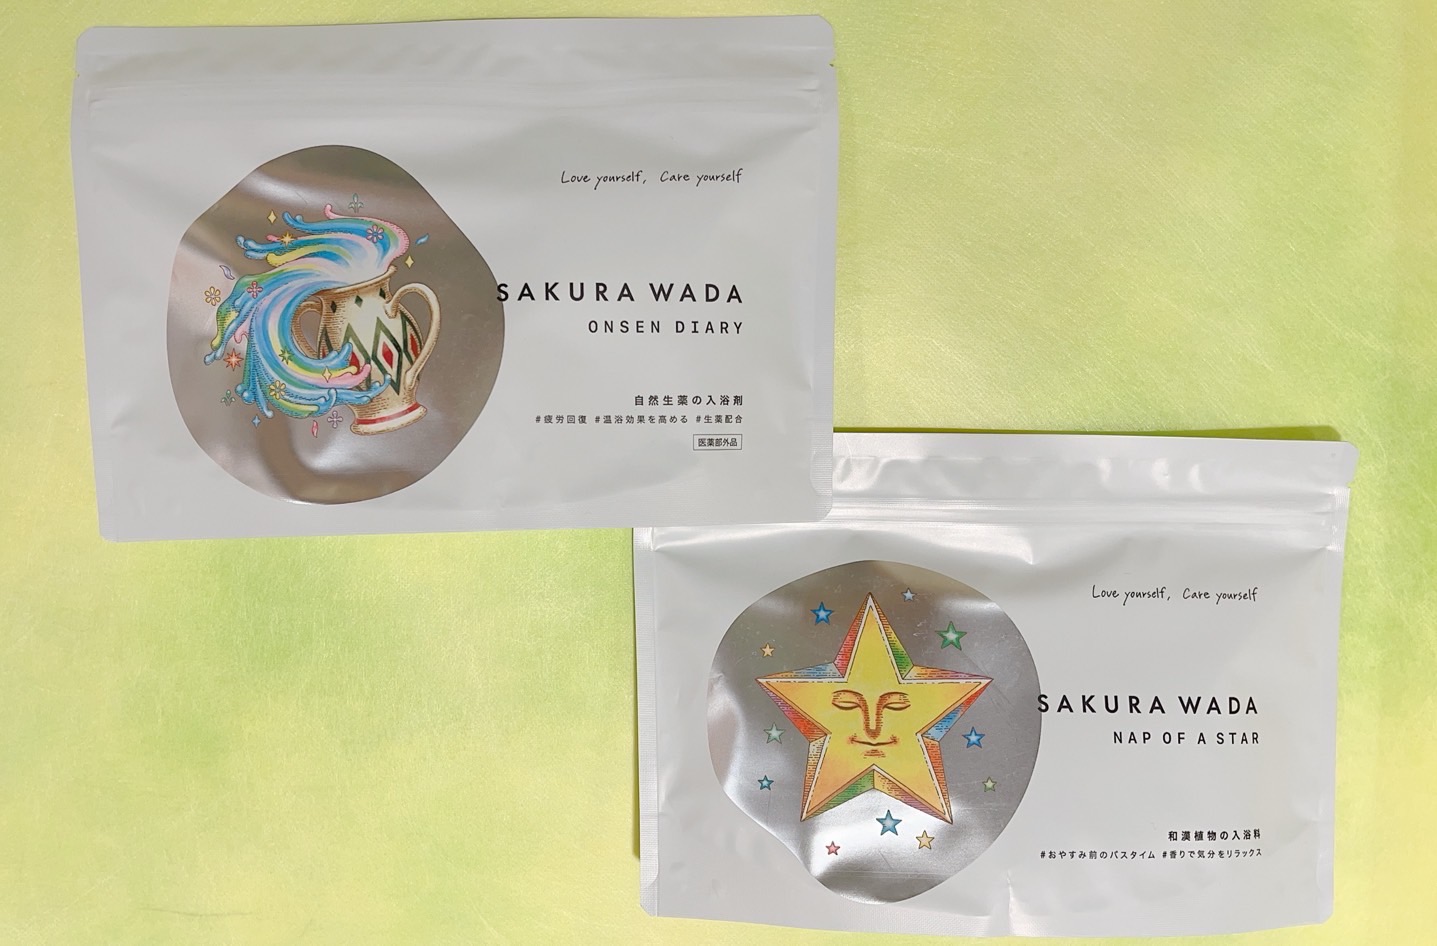 Love yourself, Care yourself
SAKURA WADA
ONSEN DIARY
自然生薬の入浴剤
#疲労回復 #温浴効果を高める #生薬配合
医薬部外品
Love yourself, Care yourself
SAKURA WADA
NAP OF A STAR
和漢植物の入浴料
#おやすみ前のバスタイム #香りで気分をリラックス